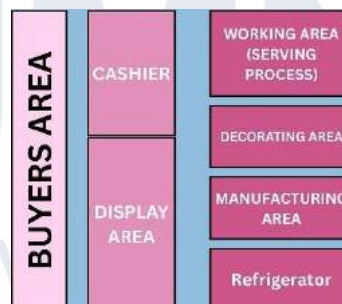 BUYERS AREA
CASHIER
DISPLAY
AREA
WORKING AREA
(SERVING
PROCESS)
DECORATING AREA
MANUFACTURING
AREA
Refrigerator